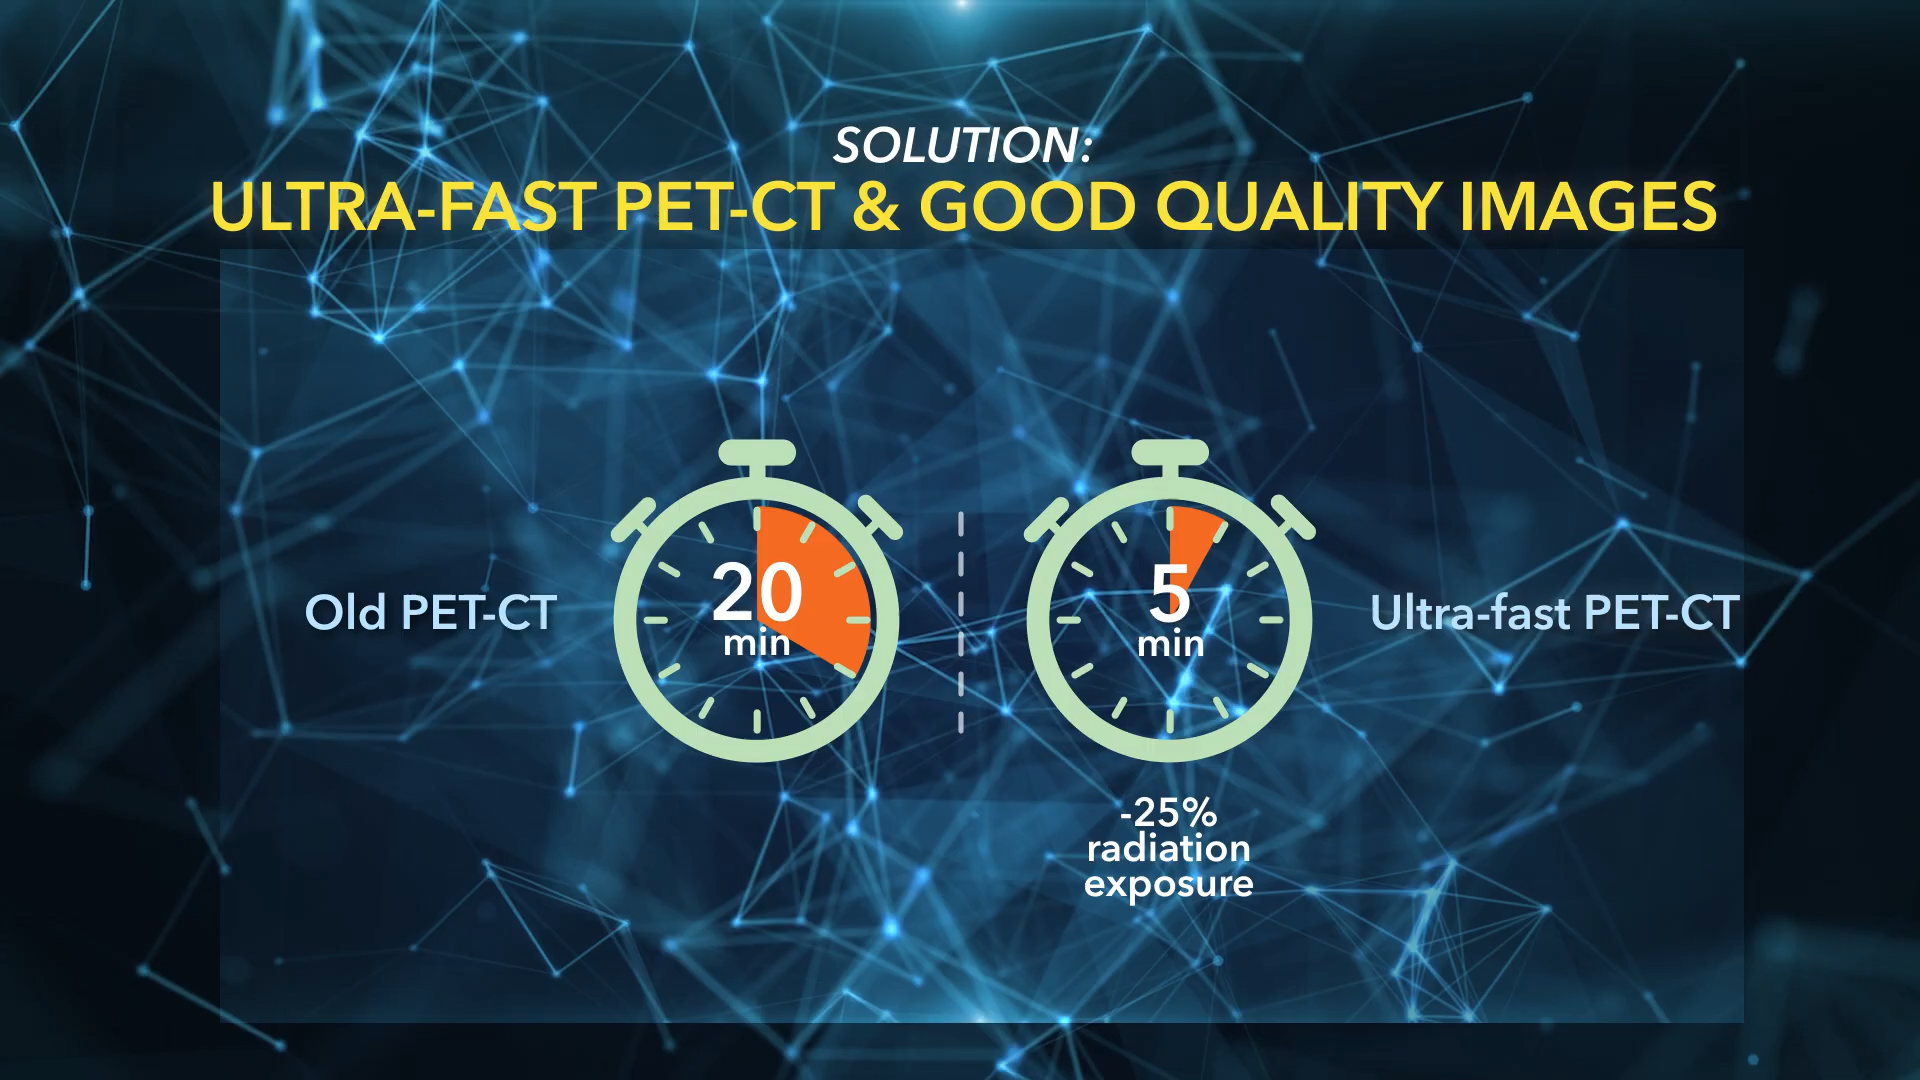 SOLUTION:
ULTRA-FAST PET-CT & GOOD QUALITY IMAGES
Old PET-CT
20
min
5
min
Ultra-fast PET-CT
-25%
radiation
exposure